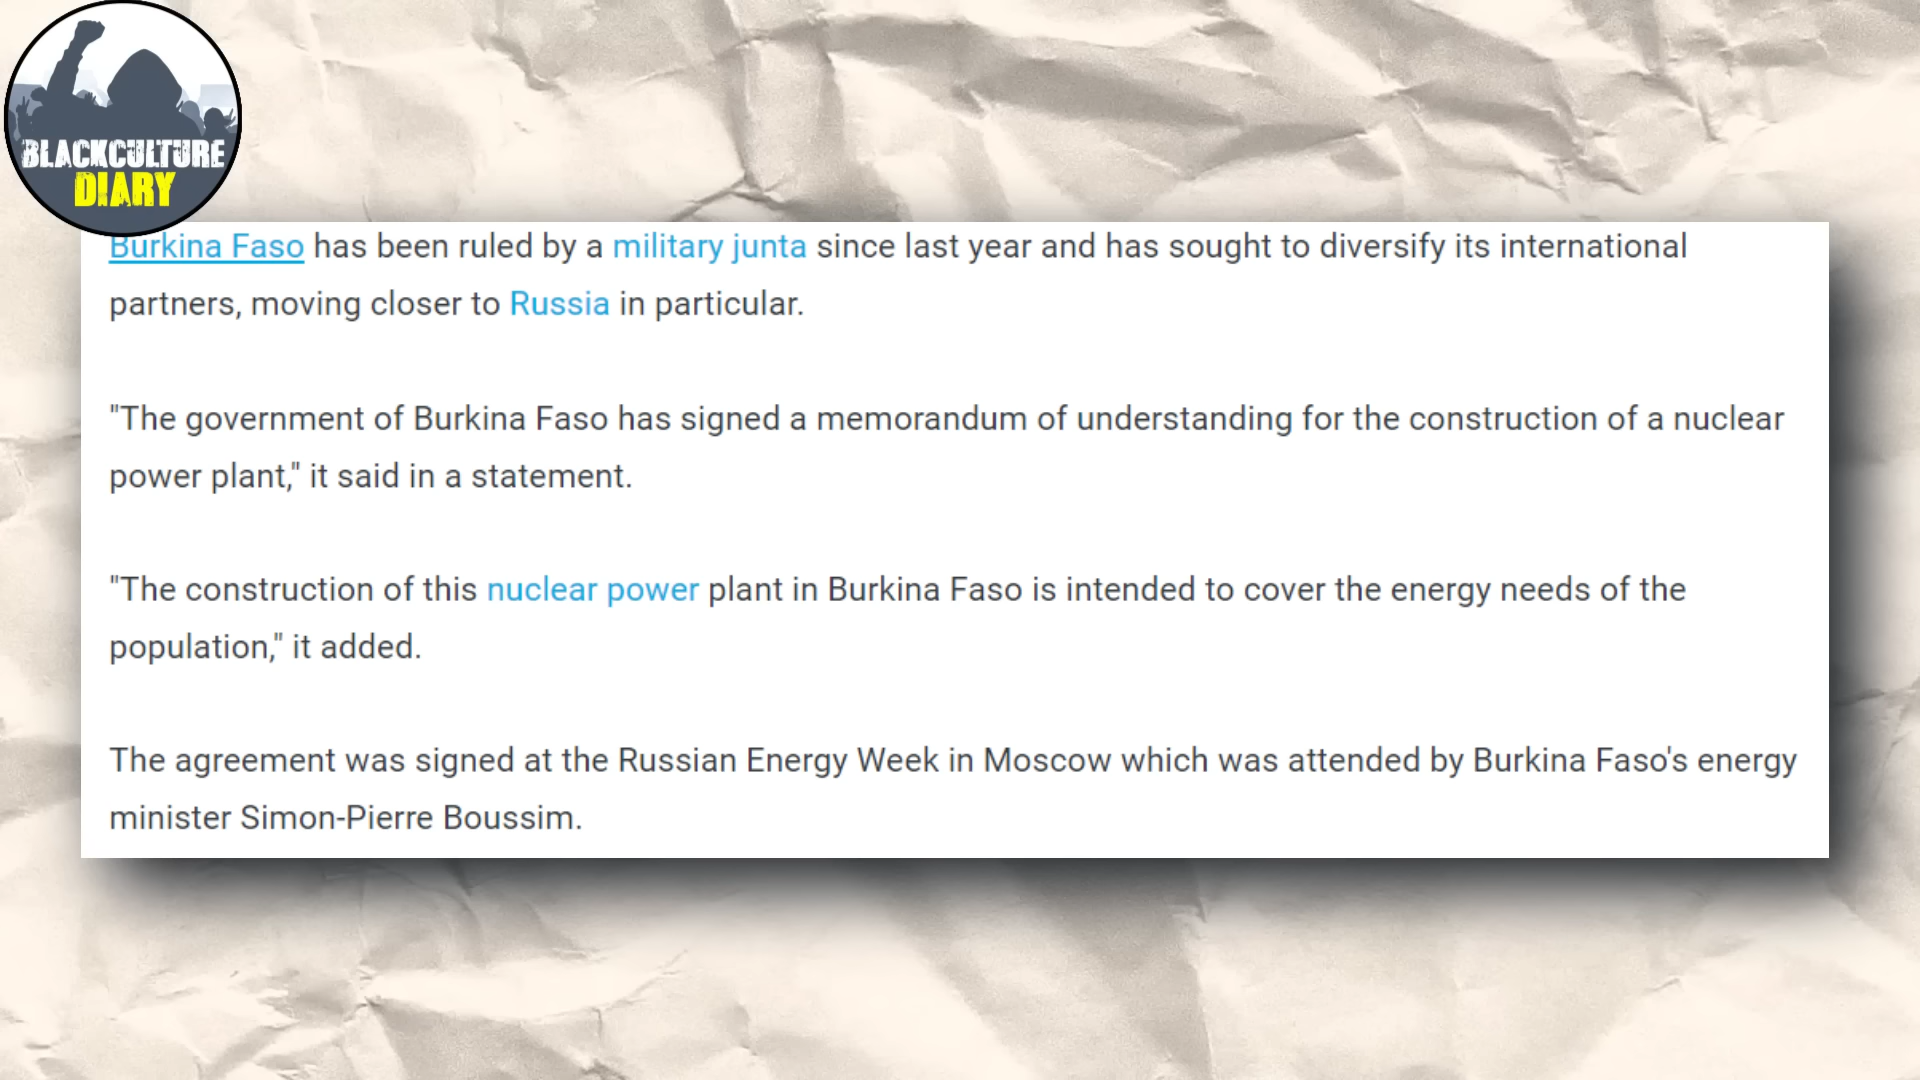 BLACKCULTURE
DIARY
Burkina Faso has been ruled by a military junta since last year and has sought to diversify its international
partners, moving closer to Russia in particular.
"The government of Burkina Faso has signed a memorandum of understanding for the construction of a nuclear
power plant," it said in a statement.
"The construction of this nuclear power plant in Burkina Faso is intended to cover the energy needs of the
population," it added.
The agreement was signed at the Russian Energy Week in Moscow which was attended by Burkina Faso's energy
minister Simon-Pierre Boussim.